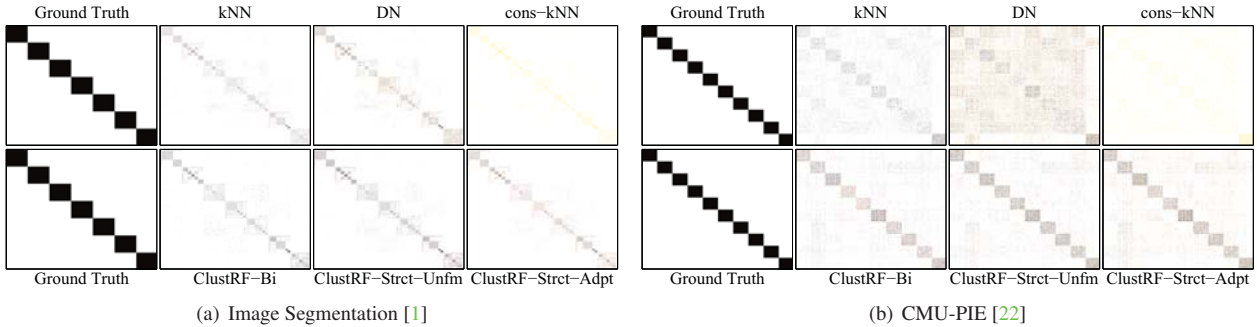 Ground Truth kNN DN cons−kNN Ground Truth kNN DN cons−kNN
Ground Truth ClustRF−Bi ClustRF−Strct−Unfm ClustRF−Strct−Adpt Ground Truth ClustRF−Bi ClustRF−Strct−Unfm ClustRF−Strct−Adpt
(a) Image Segmentation [1] (b) CMU-PIE [22]